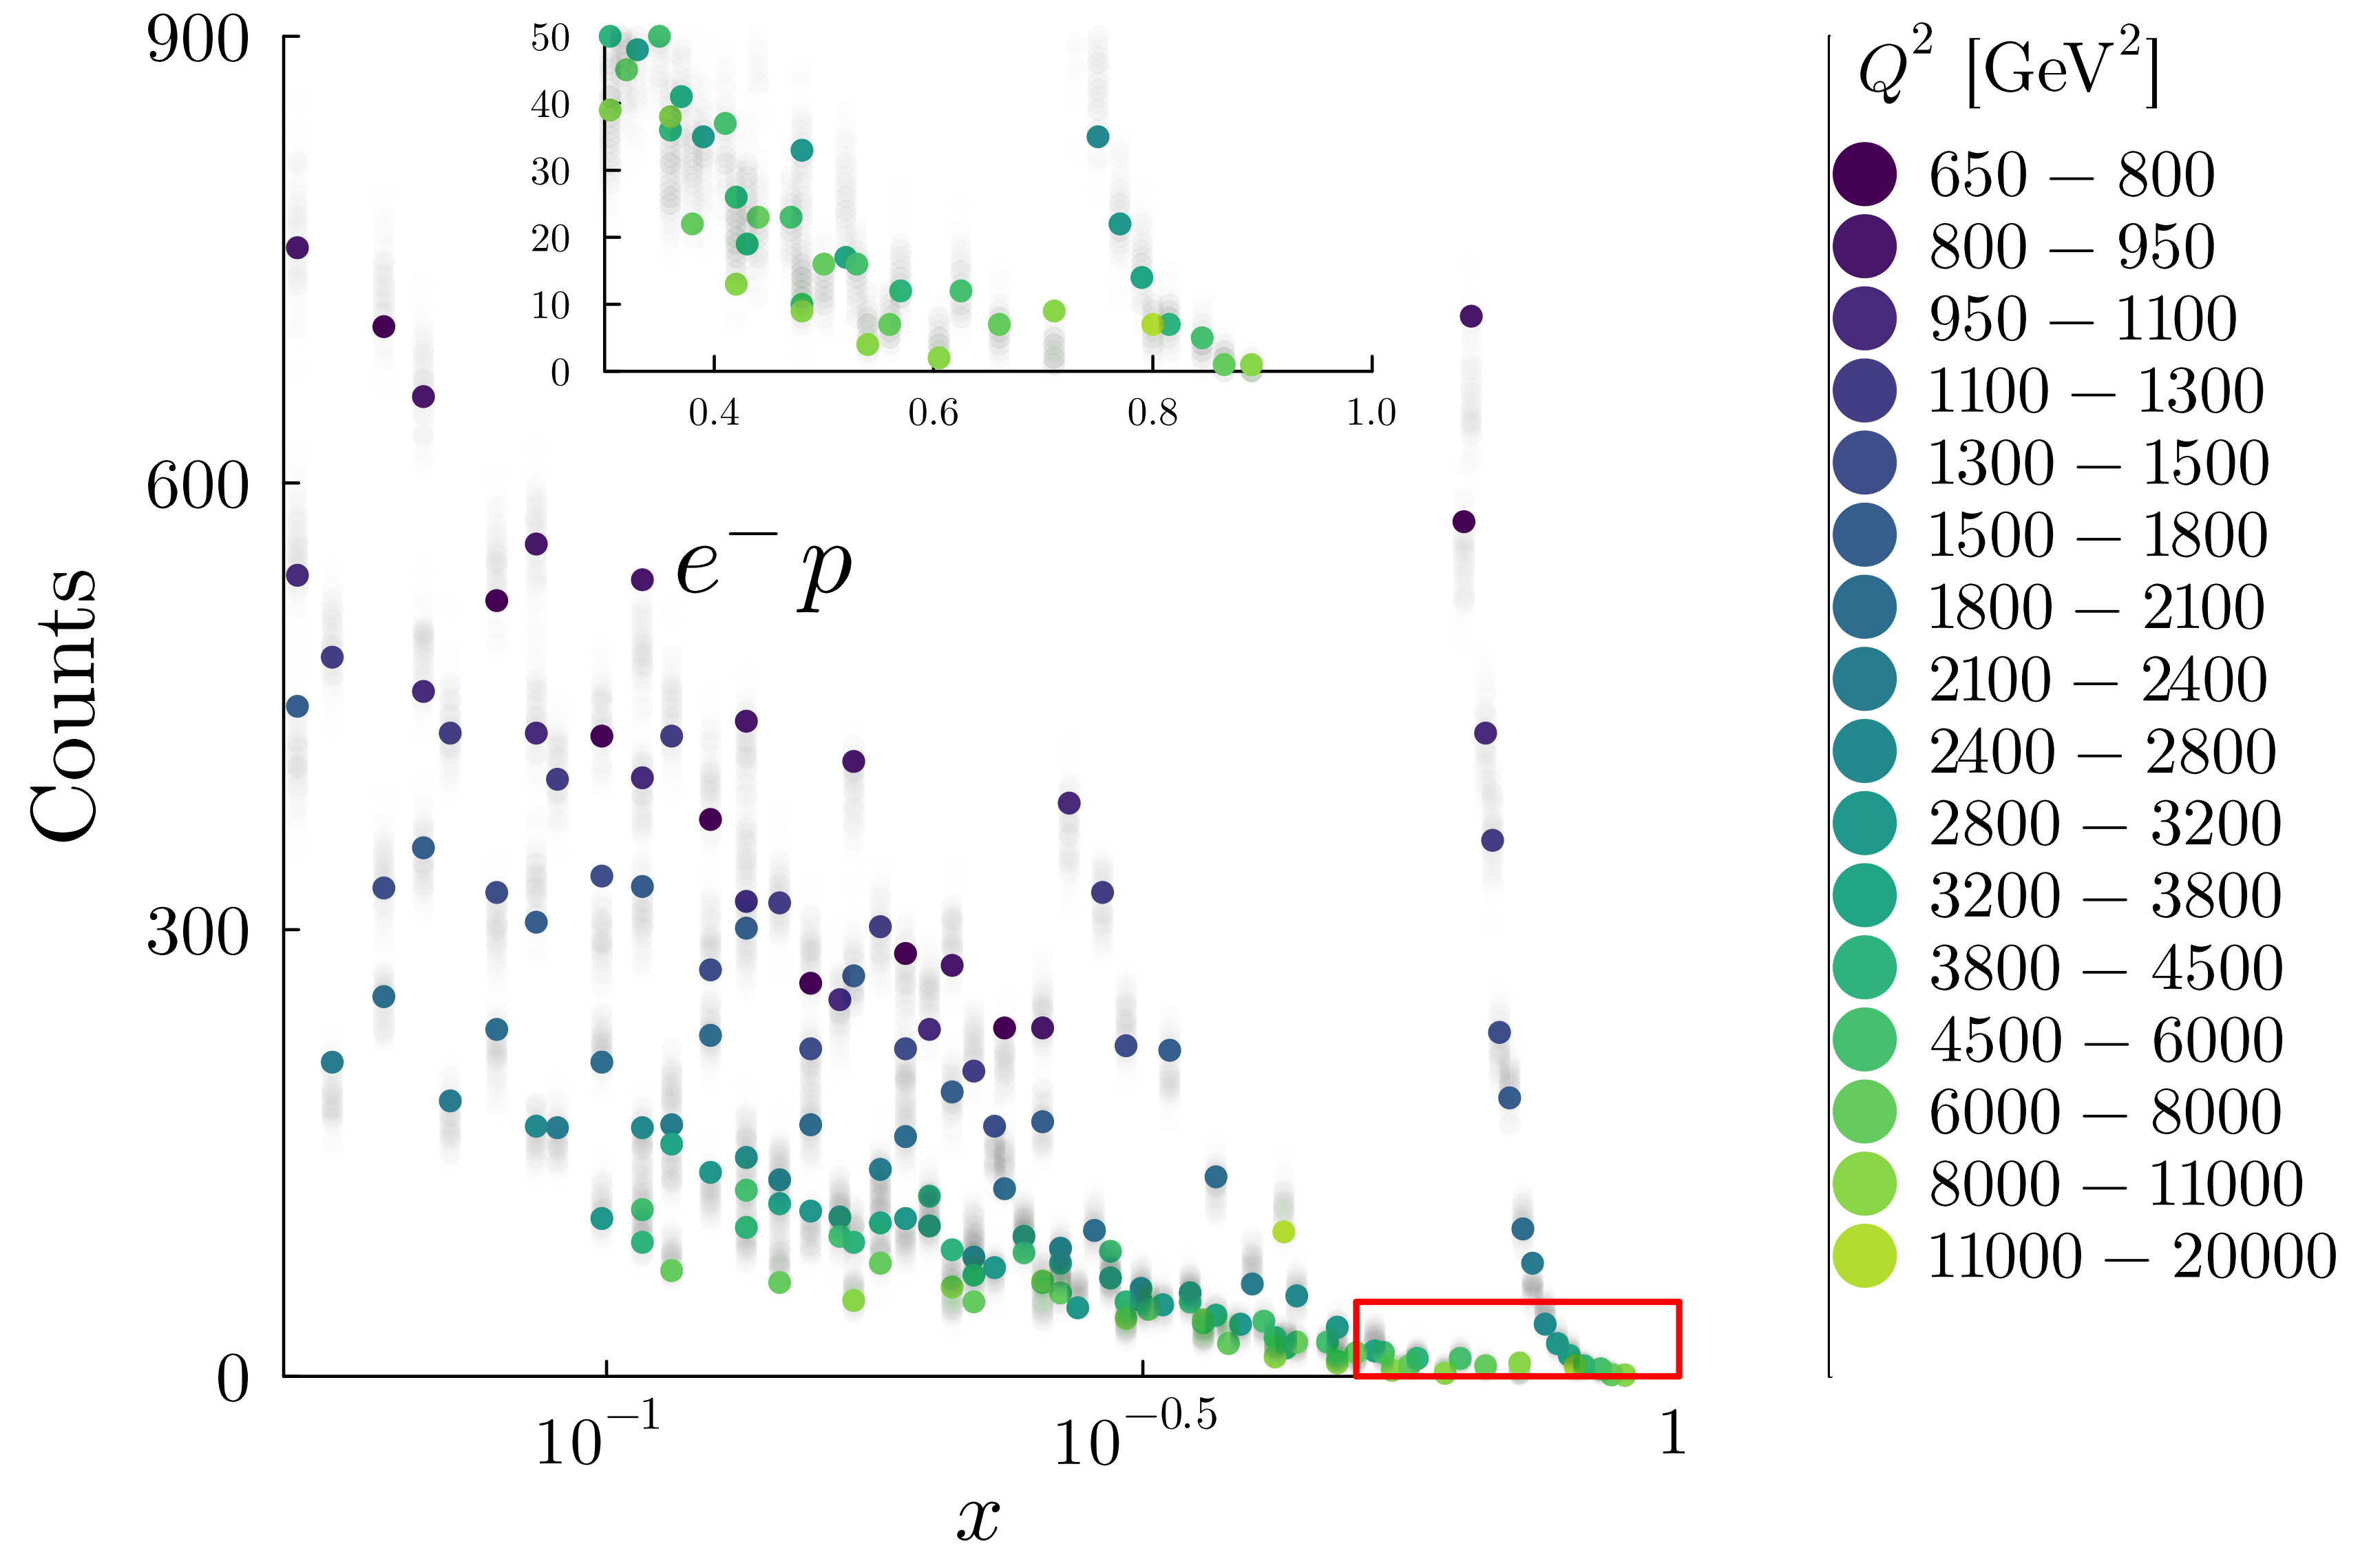 Counts
900
600
300
0
10⁻¹
10⁻⁰·⁵
1
x
e⁻ p
50
40
30
20
10
0
0.4
0.6
0.8
1.0
Q² [GeV²]
650 − 800
800 − 950
950 − 1100
1100 − 1300
1300 − 1500
1500 − 1800
1800 − 2100
2100 − 2400
2400 − 2800
2800 − 3200
3200 − 3800
3800 − 4500
4500 − 6000
6000 − 8000
8000 − 11000
11000 − 20000